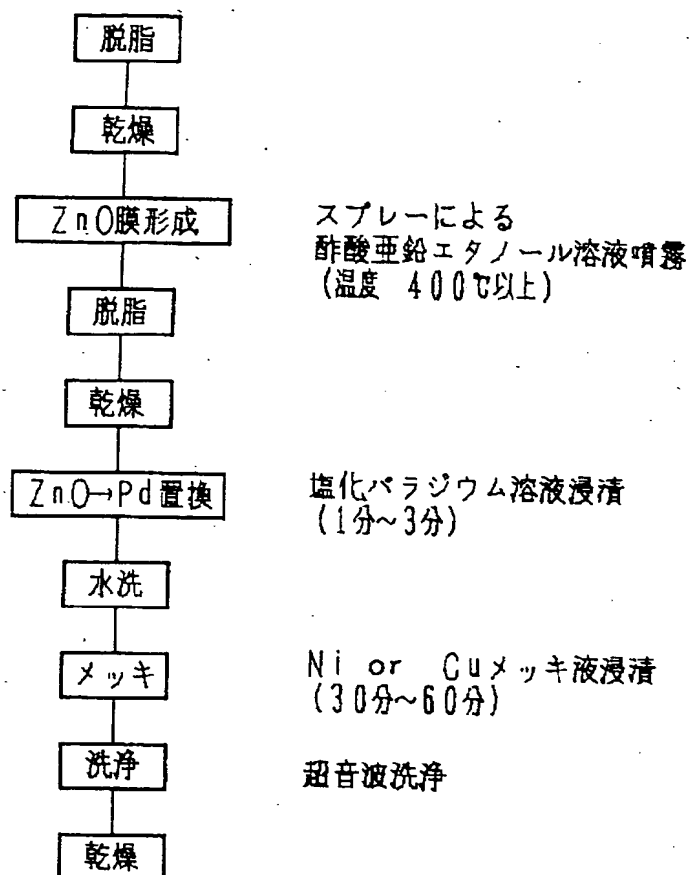 脱脂
乾燥
ZnO膜形成
スプレーによる
酢酸亜鉛エタノール溶液噴霧
(温度 400℃以上)
脱脂
乾燥
ZnO→Pd置換
塩化パラジウム溶液浸漬
(1分~3分)
水洗
メッキ
Ni or Cuメッキ液浸漬
(30分~60分)
洗浄
超音波洗浄
乾燥